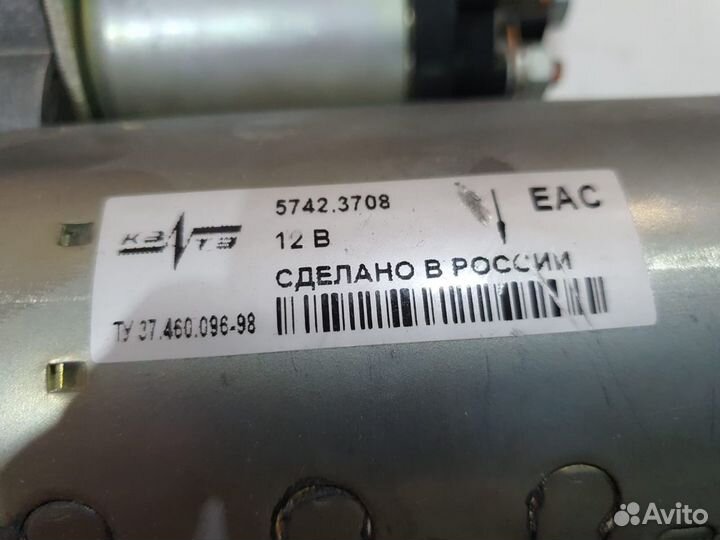 5742.3708
EAC
КЗАТЭ
12 В
СДЕЛАНО В РОССИИ
ТУ 37.460.096-98
Avito